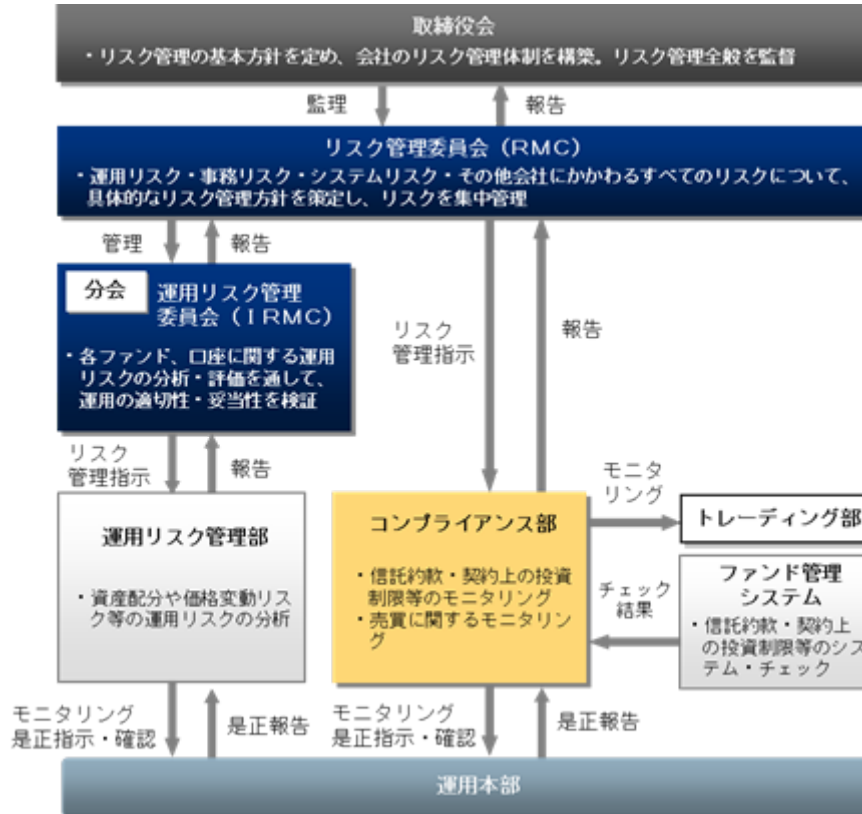 取締役会
・リスク管理の基本方針を定め、会社のリスク管理体制を構築。リスク管理全般を監督
監理
報告
リスク管理委員会(RMC)
・運用リスク・事務リスク・システムリスク・その他会社にかかわるすべてのリスクについて、
具体的なリスク管理方針を策定し、リスクを集中管理
管理
報告
分会
運用リスク管理
委員会(IRMC)
・各ファンド、口座に関する運用
リスクの分析・評価を通して、
運用の適切性・妥当性を検証
リスク
管理指示
報告
リスク
管理指示
報告
運用リスク管理部
・資産配分や価格変動リス
ク等の運用リスクの分析
コンプライアンス部
・信託約款・契約上の投資
制限等のモニタリング
・売買に関するモニタリン
グ
モニタ
リング
トレーディング部
チェック
結果
ファンド管理
システム
・信託約款・契約上
の投資制限等のシス
テム・チェック
モニタリング
是正指示・確認
是正報告
モニタリング
是正指示・確認
是正報告
運用本部